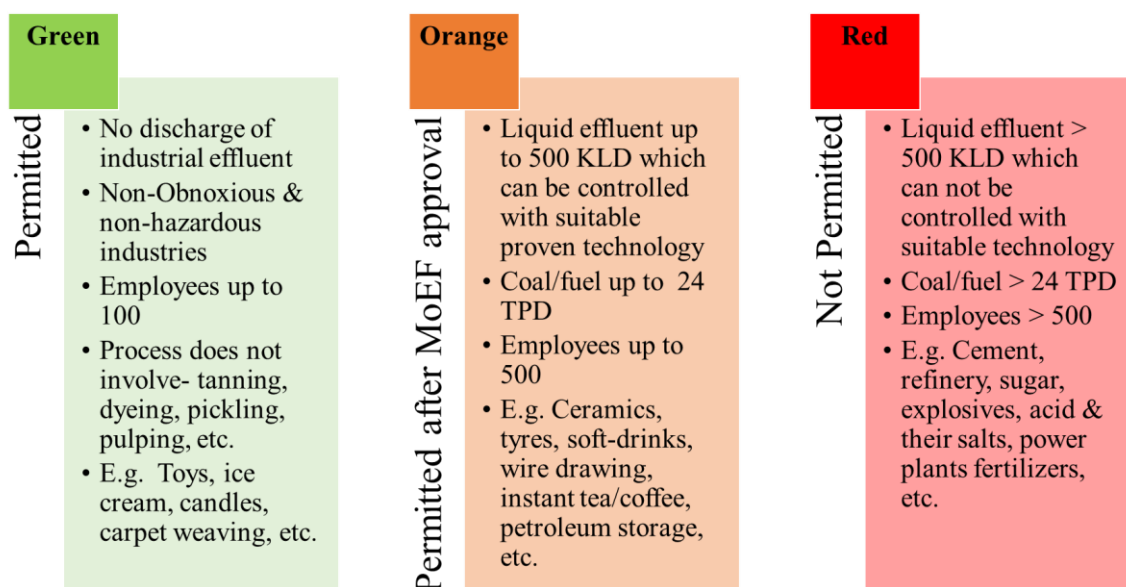 Green
Permitted
• No discharge of
industrial effluent
• Non-Obnoxious &
non-hazardous
industries
• Employees up to
100
• Process does not
involve- tanning,
dyeing, pickling,
pulping, etc.
• E.g. Toys, ice
cream, candles,
carpet weaving, etc.
Orange
Permitted after MoEF approval
• Liquid effluent up
to 500 KLD which
can be controlled
with suitable
proven technology
• Coal/fuel up to 24
TPD
• Employees up to
500
• E.g. Ceramics,
tyres, soft-drinks,
wire drawing,
instant tea/coffee,
petroleum storage,
etc.
Red
Not Permitted
• Liquid effluent >
500 KLD which
can not be
controlled with
suitable technology
• Coal/fuel > 24 TPD
• Employees > 500
• E.g. Cement,
refinery, sugar,
explosives, acid &
their salts, power
plants fertilizers,
etc.